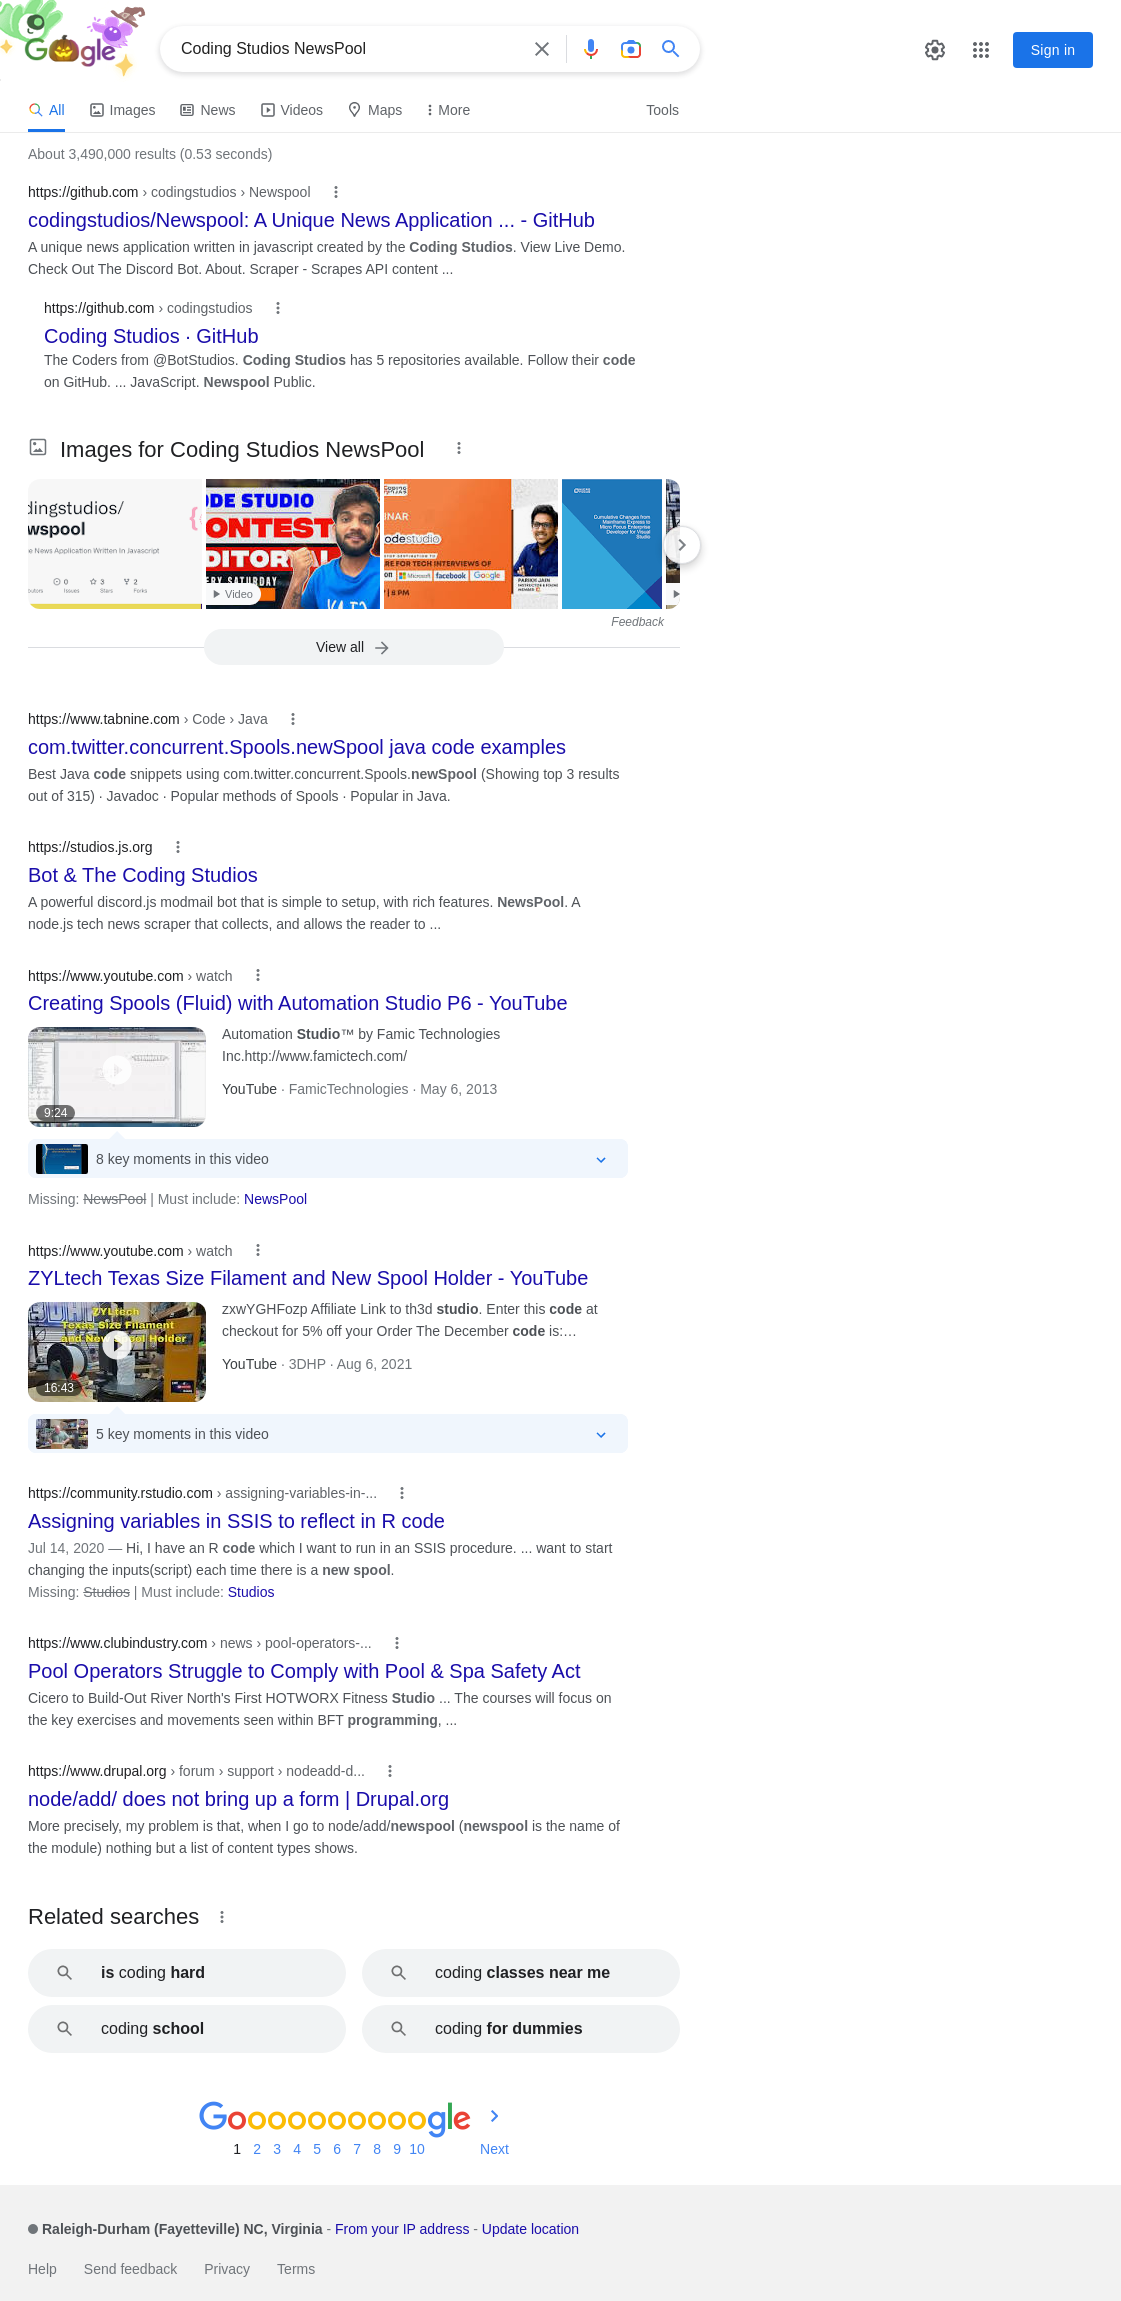 Google
Coding Studios NewsPool
Sign in
All
Images
News
Videos
Maps
More
Tools
About 3,490,000 results (0.53 seconds)
https://github.com › codingstudios › Newspool
codingstudios/Newspool: A Unique News Application ... - GitHub
A unique news application written in javascript created by the Coding Studios. View Live Demo.
Check Out The Discord Bot. About. Scraper - Scrapes API content ...
https://github.com › codingstudios
Coding Studios · GitHub
The Coders from @BotStudios. Coding Studios has 5 repositories available. Follow their code
on GitHub. ... JavaScript. Newspool Public.
Images for Coding Studios NewsPool
dingstudios/
wspool
e News Application Written In Javascript
0
3
2
Issues
Stars
Forks
ODE STUDIO
CONTEST
EDITORIAL
ERY SATURDAY
Video
CODING
NINAR
codestudio
RE FOR TECH INTERVIEWS OF
Microsoft
facebook
Google
PARIKH JAIN
| 8 PM
Cumulative Changes from
Mainframe Express to
Micro Focus Enterprise
Developer for Visual
Studio
Feedback
View all
https://www.tabnine.com › Code › Java
com.twitter.concurrent.Spools.newSpool java code examples
Best Java code snippets using com.twitter.concurrent.Spools.newSpool (Showing top 3 results
out of 315) · Javadoc · Popular methods of Spools · Popular in Java.
https://studios.js.org
Bot & The Coding Studios
A powerful discord.js modmail bot that is simple to setup, with rich features. NewsPool. A
node.js tech news scraper that collects, and allows the reader to ...
https://www.youtube.com › watch
Creating Spools (Fluid) with Automation Studio P6 - YouTube
Automation Studio™ by Famic Technologies
Inc.http://www.famictech.com/
YouTube · FamicTechnologies · May 6, 2013
9:24
8 key moments in this video
Missing: NewsPool | Must include: NewsPool
https://www.youtube.com › watch
ZYLtech Texas Size Filament and New Spool Holder - YouTube
ZYLtech
Texas Size Filament
and New Spool Holder
zxwYGHFozp Affiliate Link to th3d studio. Enter this code at
checkout for 5% off your Order The December code is:…
YouTube · 3DHP · Aug 6, 2021
16:43
5 key moments in this video
https://community.rstudio.com › assigning-variables-in-...
Assigning variables in SSIS to reflect in R code
Jul 14, 2020 — Hi, I have an R code which I want to run in an SSIS procedure. ... want to start
changing the inputs(script) each time there is a new spool.
Missing: Studios | Must include: Studios
https://www.clubindustry.com › news › pool-operators-...
Pool Operators Struggle to Comply with Pool & Spa Safety Act
Cicero to Build-Out River North's First HOTWORX Fitness Studio ... The courses will focus on
the key exercises and movements seen within BFT programming, ...
https://www.drupal.org › forum › support › nodeadd-d...
node/add/ does not bring up a form | Drupal.org
More precisely, my problem is that, when I go to node/add/newspool (newspool is the name of
the module) nothing but a list of content types shows.
Related searches
is coding hard
coding classes near me
coding school
coding for dummies
Goooooooooogle
1 2 3 4 5 6 7 8 9 10 Next
Raleigh-Durham (Fayetteville) NC, Virginia - From your IP address - Update location
Help
Send feedback
Privacy
Terms